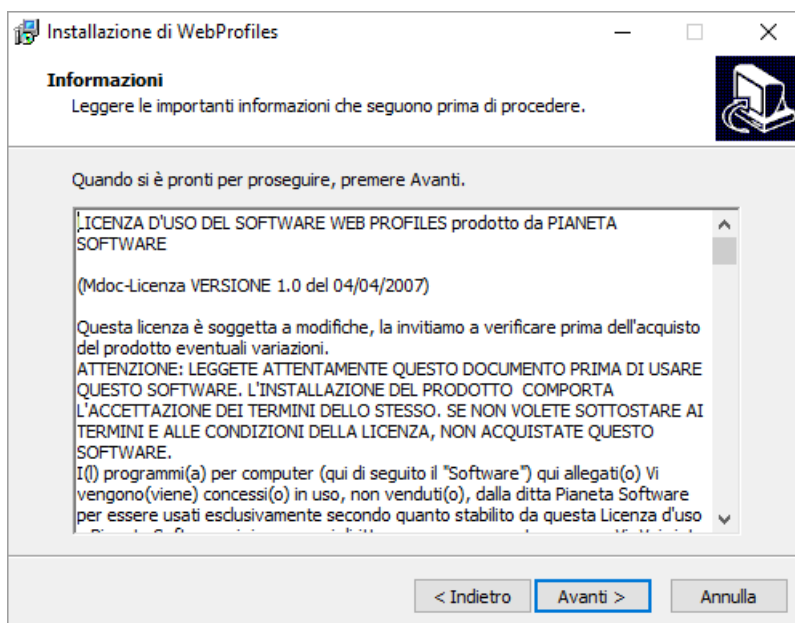 Installazione di WebProfiles
Informazioni
Leggere le importanti informazioni che seguono prima di procedere.
Quando si è pronti per proseguire, premere Avanti.
LICENZA D'USO DEL SOFTWARE WEB PROFILES prodotto da PIANETA
SOFTWARE
(Mdoc-Licenza VERSIONE 1.0 del 04/04/2007)
Questa licenza è soggetta a modifiche, la invitiamo a verificare prima dell'acquisto
del prodotto eventuali variazioni.
ATTENZIONE: LEGGETE ATTENTAMENTE QUESTO DOCUMENTO PRIMA DI USARE
QUESTO SOFTWARE. L'INSTALLAZIONE DEL PRODOTTO  COMPORTA
L'ACCETTAZIONE DEI TERMINI DELLO STESSO. SE NON VOLETE SOTTOSTARE AI
TERMINI E ALLE CONDIZIONI DELLA LICENZA, NON ACQUISTATE QUESTO
SOFTWARE.
I(l) programmi(a) per computer (qui di seguito il "Software") qui allegati(o) Vi
vengono(viene) concessi(o) in uso, non venduti(o), dalla ditta Pianeta Software
per essere usati esclusivamente secondo quanto stabilito da questa Licenza d'uso
< Indietro
Avanti >
Annulla